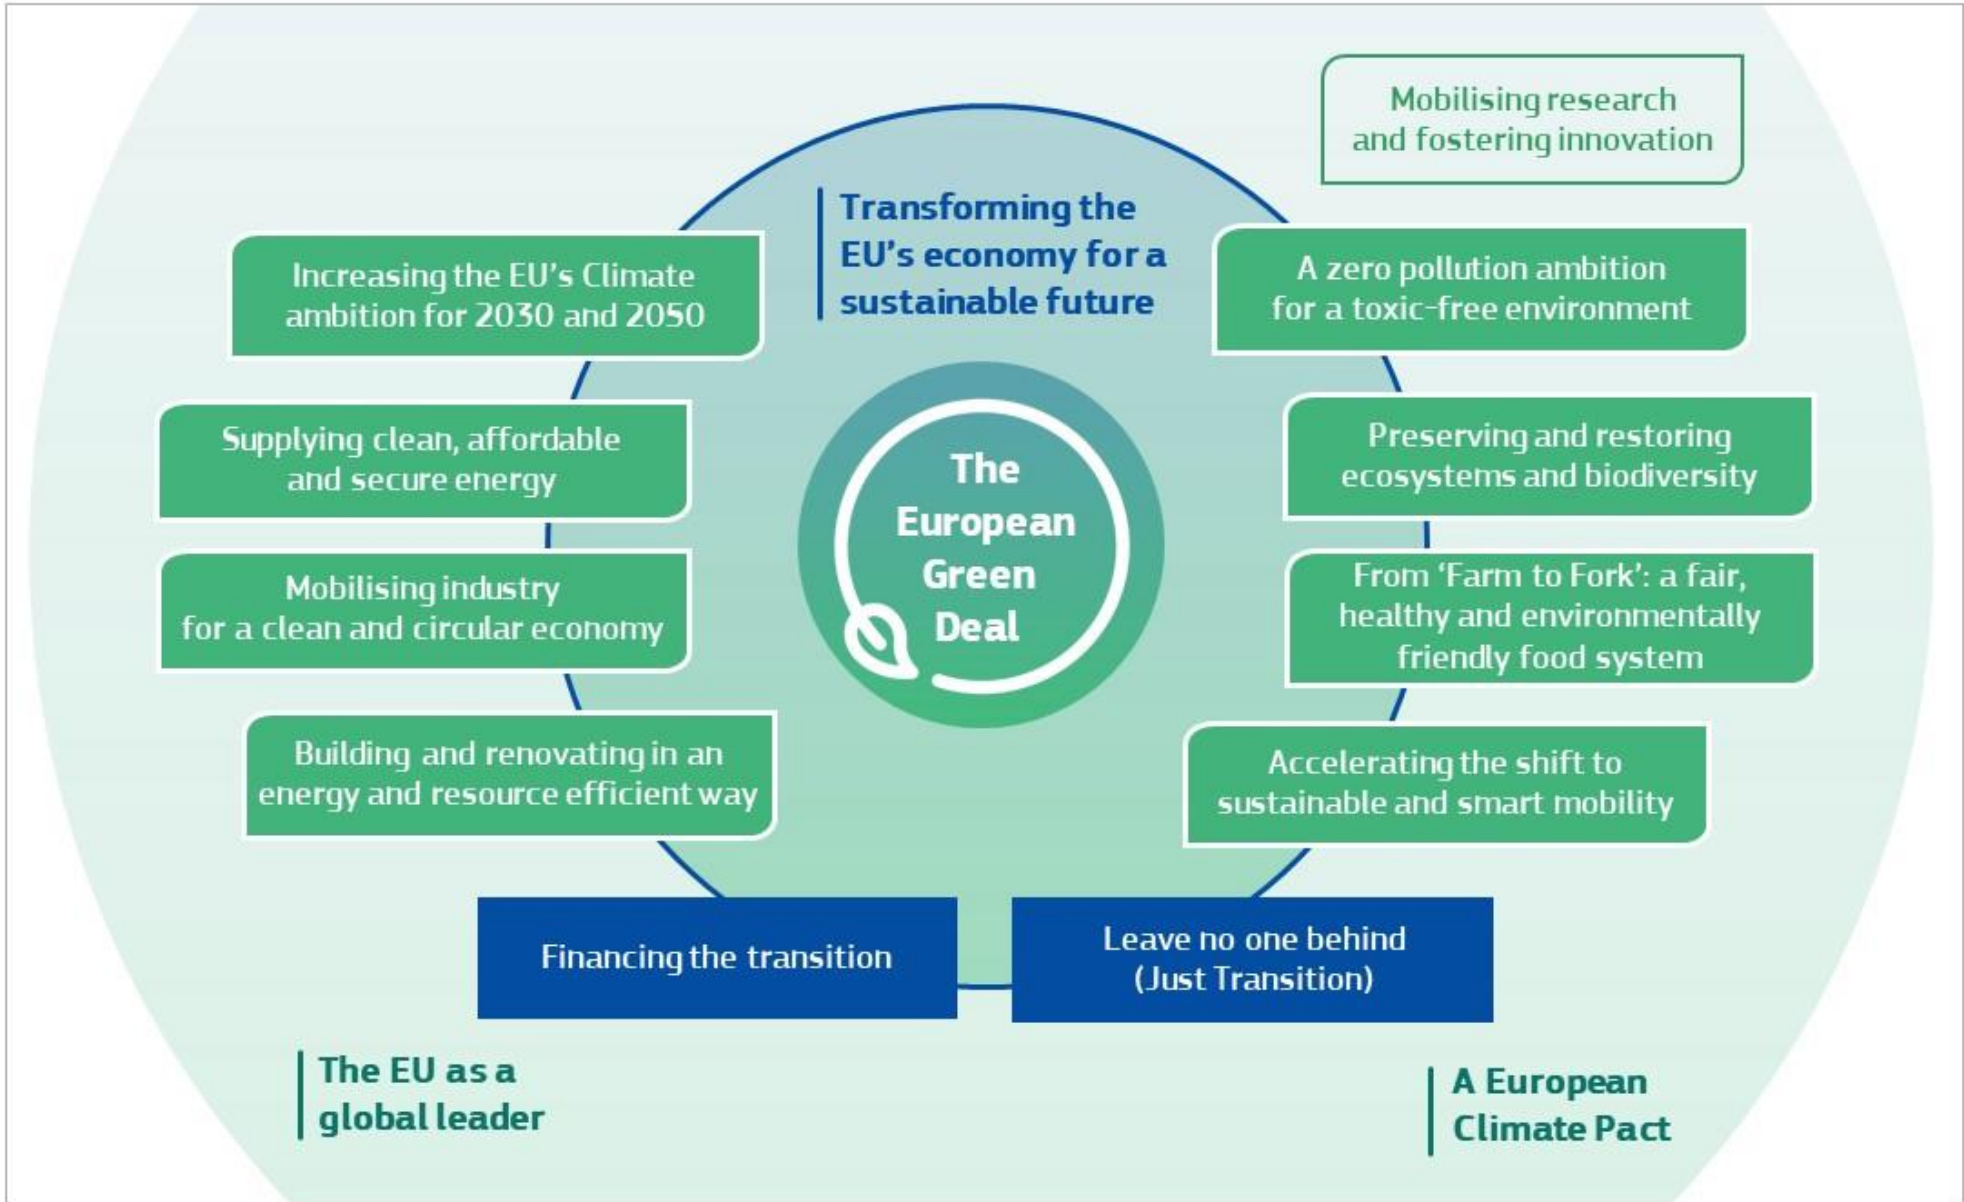 Mobilising research
and fostering innovation
Transforming the
EU's economy for a
sustainable future
Increasing the EU's Climate
ambition for 2030 and 2050
A zero pollution ambition
for a toxic-free environment
Supplying clean, affordable
and secure energy
Preserving and restoring
ecosystems and biodiversity
The
European
Green
Deal
Mobilising industry
for a clean and circular economy
From ‘Farm to Fork’: a fair,
healthy and environmentally
friendly food system
Building and renovating in an
energy and resource efficient way
Accelerating the shift to
sustainable and smart mobility
Financing the transition
Leave no one behind
(Just Transition)
The EU as a
global leader
A European
Climate Pact